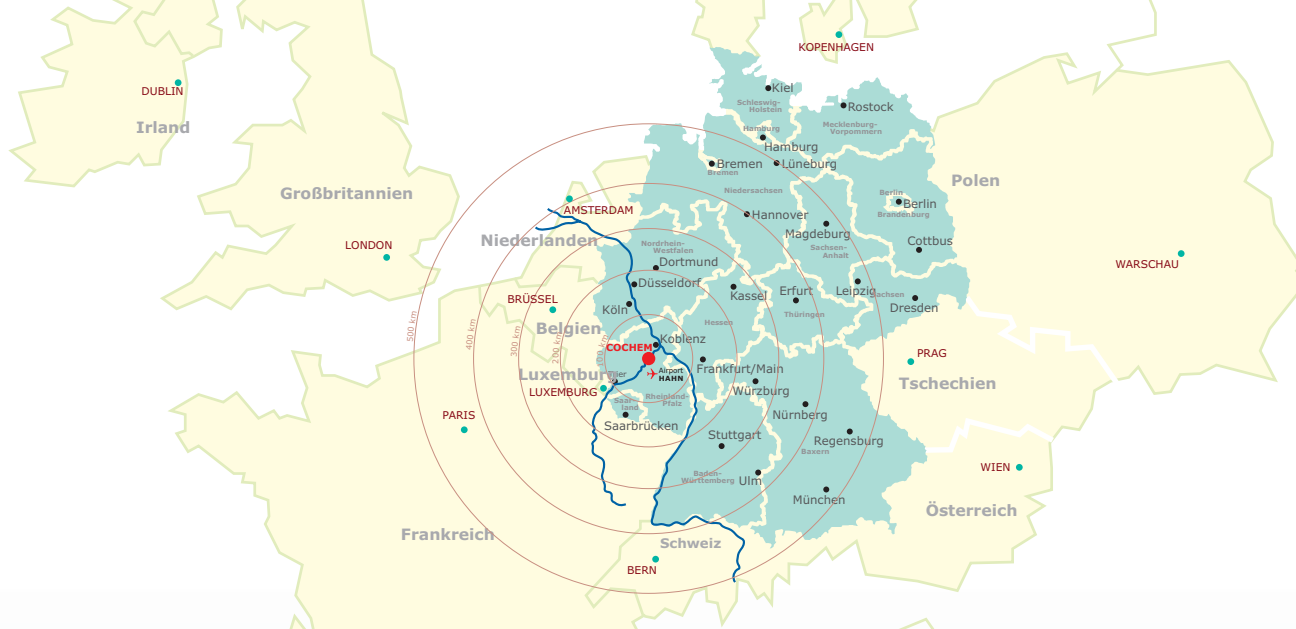 KOPENHAGEN
DUBLIN
Irland
Kiel
Schleswig-
Holstein
Rostock
Mecklenburg-
Vorpommern
Hamburg
Hamburg
Bremen
Bremen
Lüneburg
Großbritannien
Niedersachsen
Polen
Berlin
Berlin
Brandenburg
AMSTERDAM
Hannover
Magdeburg
Sachsen-
Anhalt
Cottbus
Niederlanden
LONDON
Nordrhein-
Westfalen
Dortmund
WARSCHAU
Düsseldorf
Kassel
Erfurt
Leipzig
Sachsen
Dresden
BRÜSSEL
Köln
Thüringen
Hessen
Belgien
500 km
400 km
300 km
200 km
100 km
Koblenz
COCHEM
PRAG
Frankfurt/Main
Airport
HAHN
Luxemburg
Trier
Tschechien
LUXEMBURG
Würzburg
Saar-
land
Rheinland-
Pfalz
PARIS
Nürnberg
Saarbrücken
Stuttgart
Regensburg
Baxern
WIEN
Baden-
Württemberg
Ulm
München
Österreich
Frankreich
Schweiz
BERN